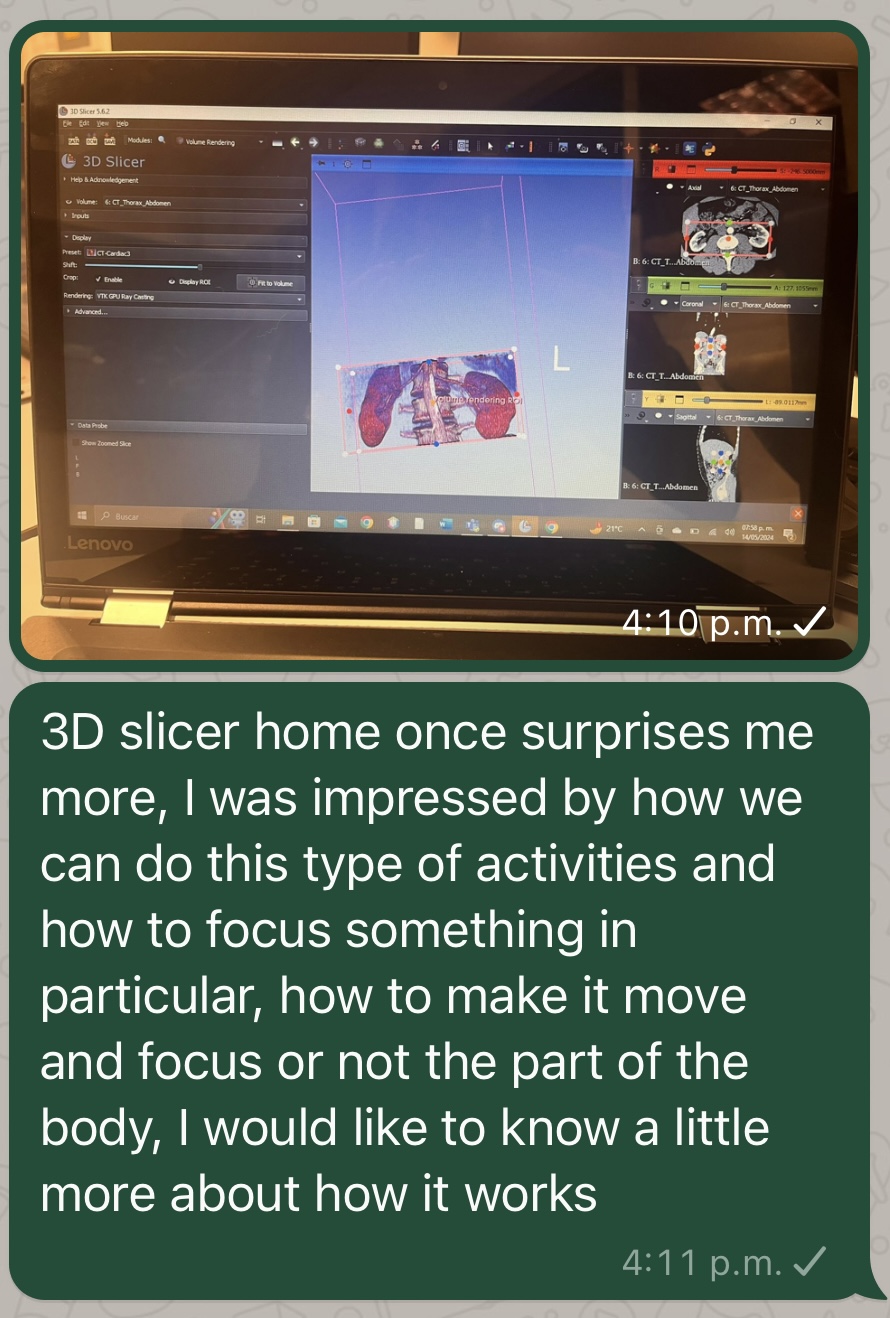 3D Slicer 5.6.2
File Edit View Help
Modules: Volume Rendering
3D Slicer
Help & Acknowledgement
Volume: 6: CT_Thorax_Abdomen
Inputs
Display
Preset: CT-Cardiac3
Shift:
Crop: ✓ Enable Display ROI Fit to Volume
Rendering: VTK GPU Ray Casting
Advanced...
Data Probe
Show Zoomed Slice
L
F
B
L
Volume rendering ROI
Axial 6: CT_Thorax_Abdomen
B: 6: CT_T...Abdomen
A: 127.1055mm
Coronal 6: CT_Thorax_Abdomen
B: 6: CT_T...Abdomen
Sagittal 6: CT_Thorax_Abdomen
B: 6: CT_T...Abdomen
Buscar
21°C
07:58 p.m.
14/05/2024
Lenovo
4:10 p.m.
3D slicer home once surprises me
more, I was impressed by how we
can do this type of activities and
how to focus something in
particular, how to make it move
and focus or not the part of the
body, I would like to know a little
more about how it works
4:11 p.m.